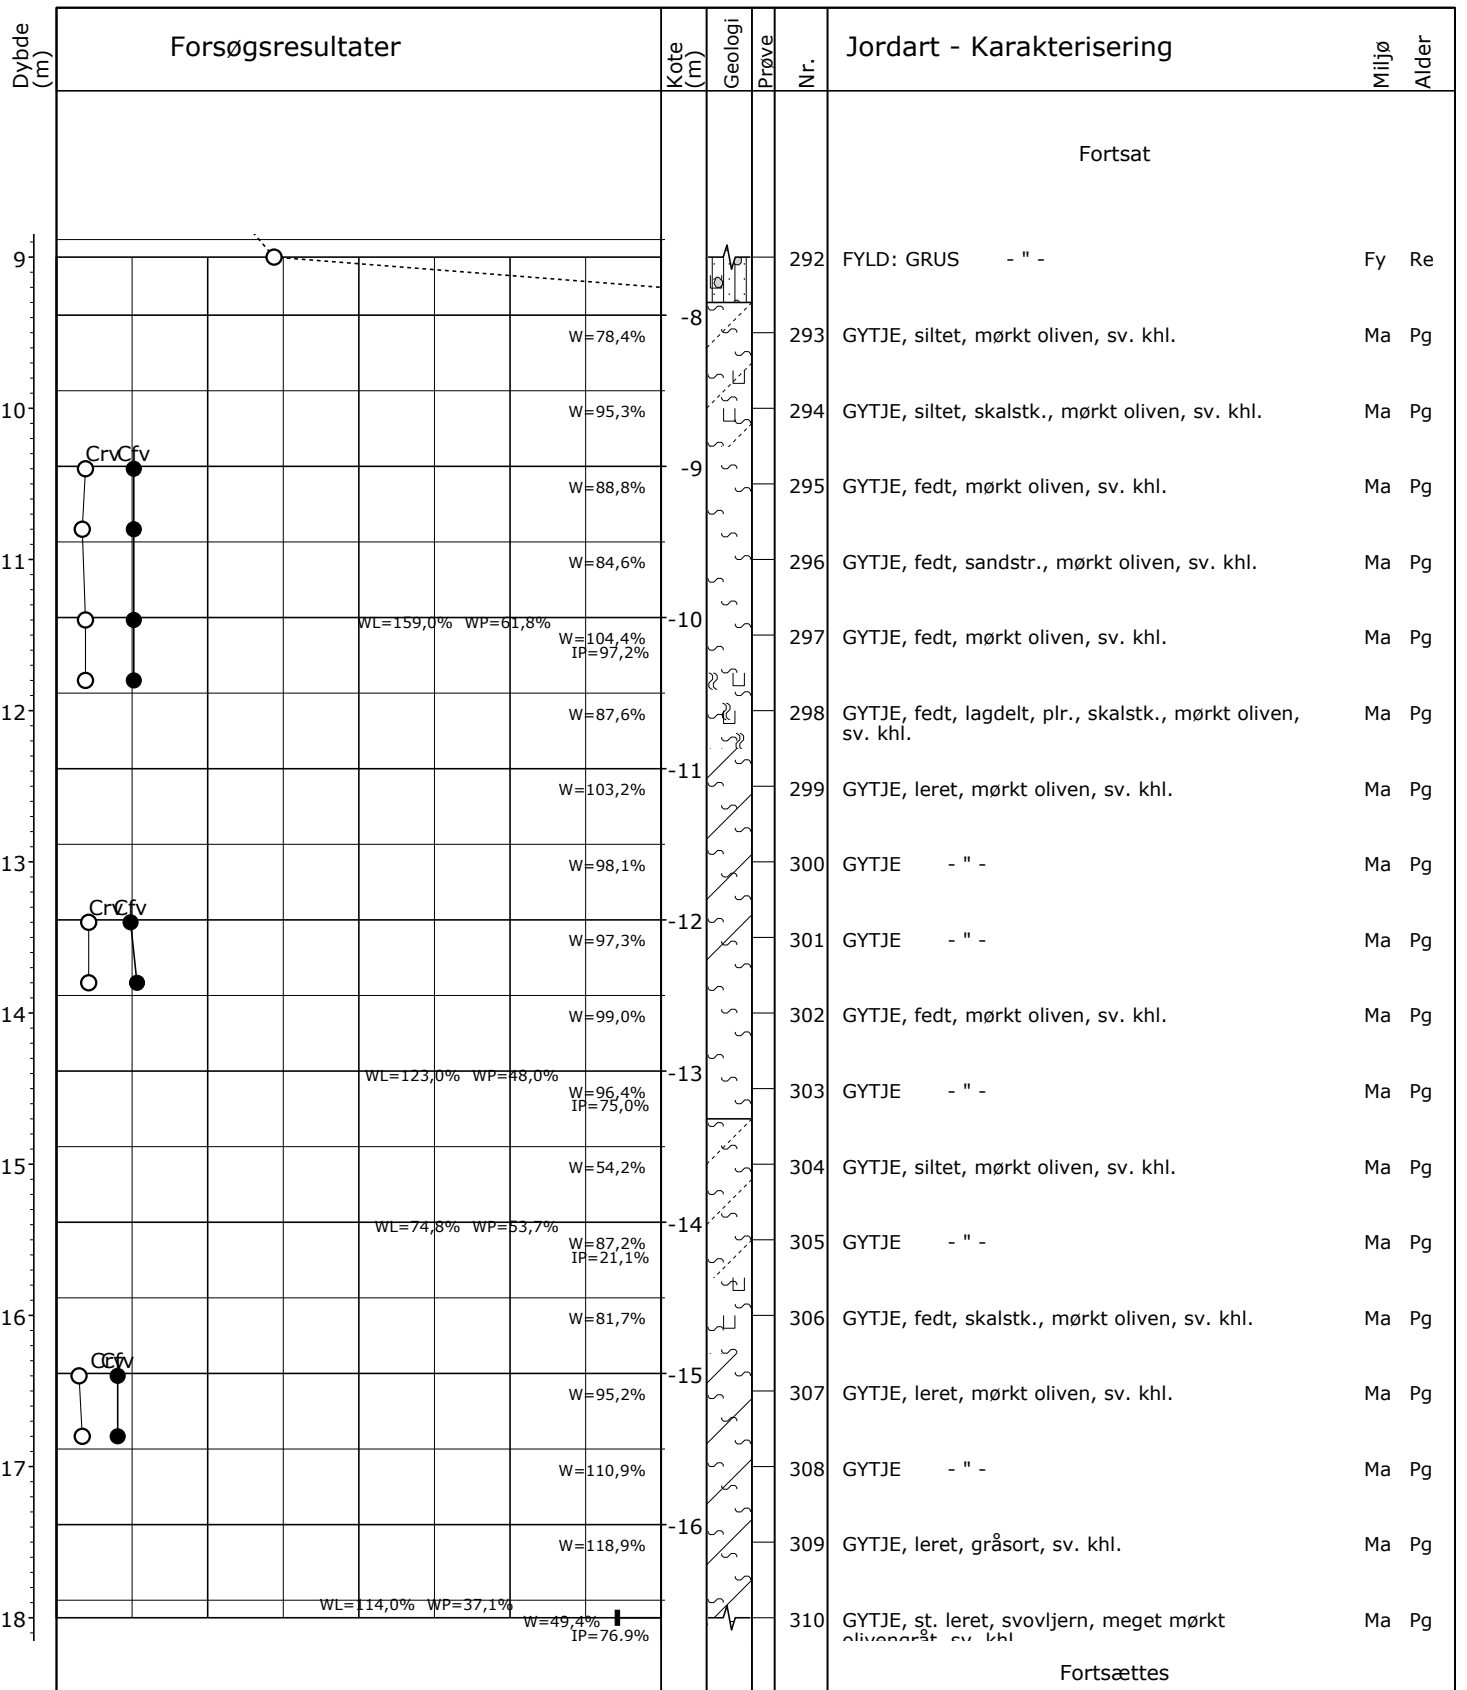 Dybde (m)
Forsøgsresultater
Kote (m)
Geologi
Prøve
Nr.
Jordart - Karakterisering
Miljø
Alder
Fortsat
9 292 FYLD: GRUS - " - Fy Re
-8
W=78,4% 293 GYTJE, siltet, mørkt oliven, sv. khl. Ma Pg
10 W=95,3% 294 GYTJE, siltet, skalstk., mørkt oliven, sv. khl. Ma Pg
Crv Cfv
-9
W=88,8% 295 GYTJE, fedt, mørkt oliven, sv. khl. Ma Pg
11 W=84,6% 296 GYTJE, fedt, sandstr., mørkt oliven, sv. khl. Ma Pg
WL=159,0% WP=61,8% -10
W=104,4% 297 GYTJE, fedt, mørkt oliven, sv. khl. Ma Pg
IP=97,2%
12 W=87,6% 298 GYTJE, fedt, lagdelt, plr., skalstk., mørkt oliven, Ma Pg
sv. khl.
-11
W=103,2% 299 GYTJE, leret, mørkt oliven, sv. khl. Ma Pg
13 W=98,1% 300 GYTJE - " - Ma Pg
Crv Cfv
-12
W=97,3% 301 GYTJE - " - Ma Pg
14 W=99,0% 302 GYTJE, fedt, mørkt oliven, sv. khl. Ma Pg
WL=123,0% WP=48,0% -13
W=96,4% 303 GYTJE - " - Ma Pg
IP=75,0%
15 W=54,2% 304 GYTJE, siltet, mørkt oliven, sv. khl. Ma Pg
WL=74,8% WP=53,7% -14
W=87,2% 305 GYTJE - " - Ma Pg
IP=21,1%
16 W=81,7% 306 GYTJE, fedt, skalstk., mørkt oliven, sv. khl. Ma Pg
Crv Cfv
-15
W=95,2% 307 GYTJE, leret, mørkt oliven, sv. khl. Ma Pg
17 W=110,9% 308 GYTJE - " - Ma Pg
-16
W=118,9% 309 GYTJE, leret, gråsort, sv. khl. Ma Pg
WL=114,0% WP=37,1%
18 W=49,4% 310 GYTJE, st. leret, svovljern, meget mørkt Ma Pg
IP=76,9% olivengråt, sv. khl.
Fortsættes